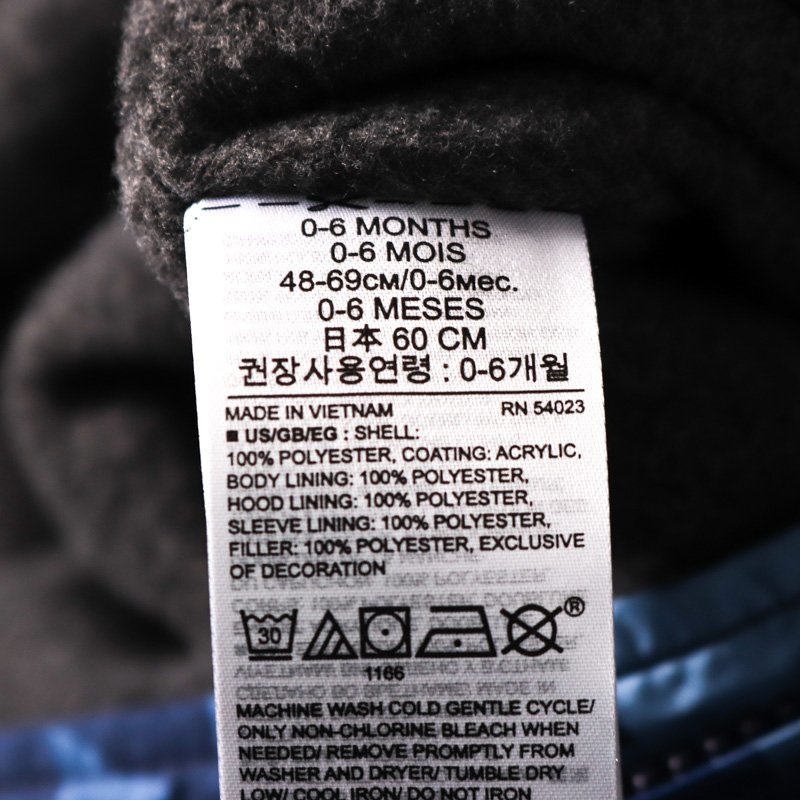 0-6 MONTHS
0-6 MOIS
48-69см/0-6мес.
0-6 MESES
日本 60 CM
권장사용연령 : 0-6개월
MADE IN VIETNAM RN 54023
■ US/GB/EG : SHELL:
100% POLYESTER, COATING: ACRYLIC,
BODY LINING: 100% POLYESTER,
HOOD LINING: 100% POLYESTER,
SLEEVE LINING: 100% POLYESTER,
FILLER: 100% POLYESTER, EXCLUSIVE
OF DECORATION
30 ®
1166
MACHINE WASH COLD GENTLE CYCLE/
ONLY NON-CHLORINE BLEACH WHEN
NEEDED/ REMOVE PROMPTLY FROM
WASHER AND DRYER/ TUMBLE DRY
LOW/ COOL IRON/ DO NOT IRON